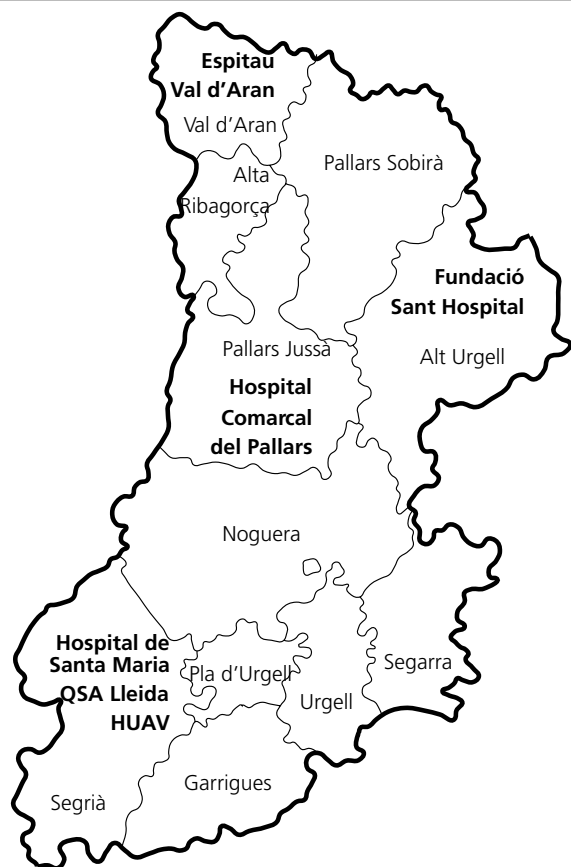 Espitau
Val d'Aran
Val d'Aran
Alta
Ribagorça
Pallars Sobirà
Fundació
Sant Hospital
Alt Urgell
Pallars Jussà
Hospital
Comarcal
del Pallars
Noguera
Hospital de
Santa Maria
QSA Lleida
HUAV
Pla d'Urgell
Urgell
Segarra
Garrigues
Segrià